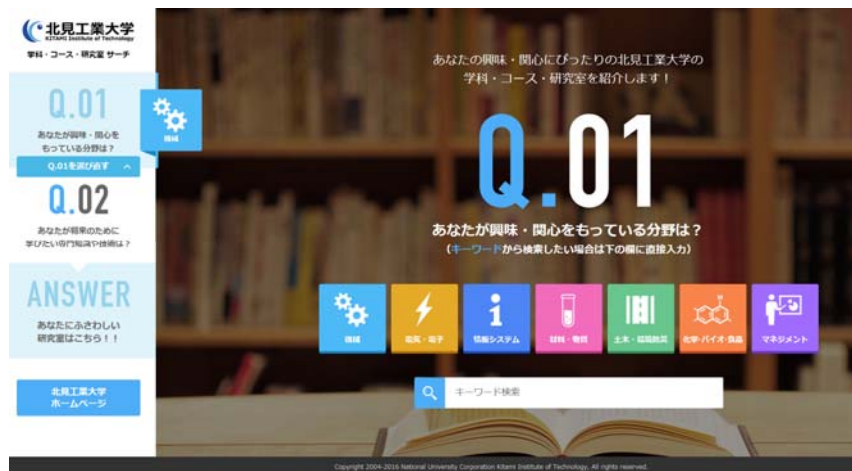 北見工業大学
KITAMI Institute of Technology
学科・コース・研究室 サーチ
Q.01
あなたが興味・関心を
もっている分野は？
Q.01を選び直す
機械
Q.02
あなたが将来のために
学びたい専門知識や技術は？
ANSWER
あなたにふさわしい
研究室はこちら！！
北見工業大学
ホームページ
あなたの興味・関心にぴったりの北見工業大学の
学科・コース・研究室を紹介します！
Q.01
あなたが興味・関心をもっている分野は？
（キーワードから検索したい場合は下の欄に直接入力）
機械
電気・電子
情報システム
材料・物質
土木・環境防災
化学・バイオ・食品
マネジメント
キーワード検索
Copyright 2004-2016 National University Corporation Kitami Institute of Technology, All rights reserved.